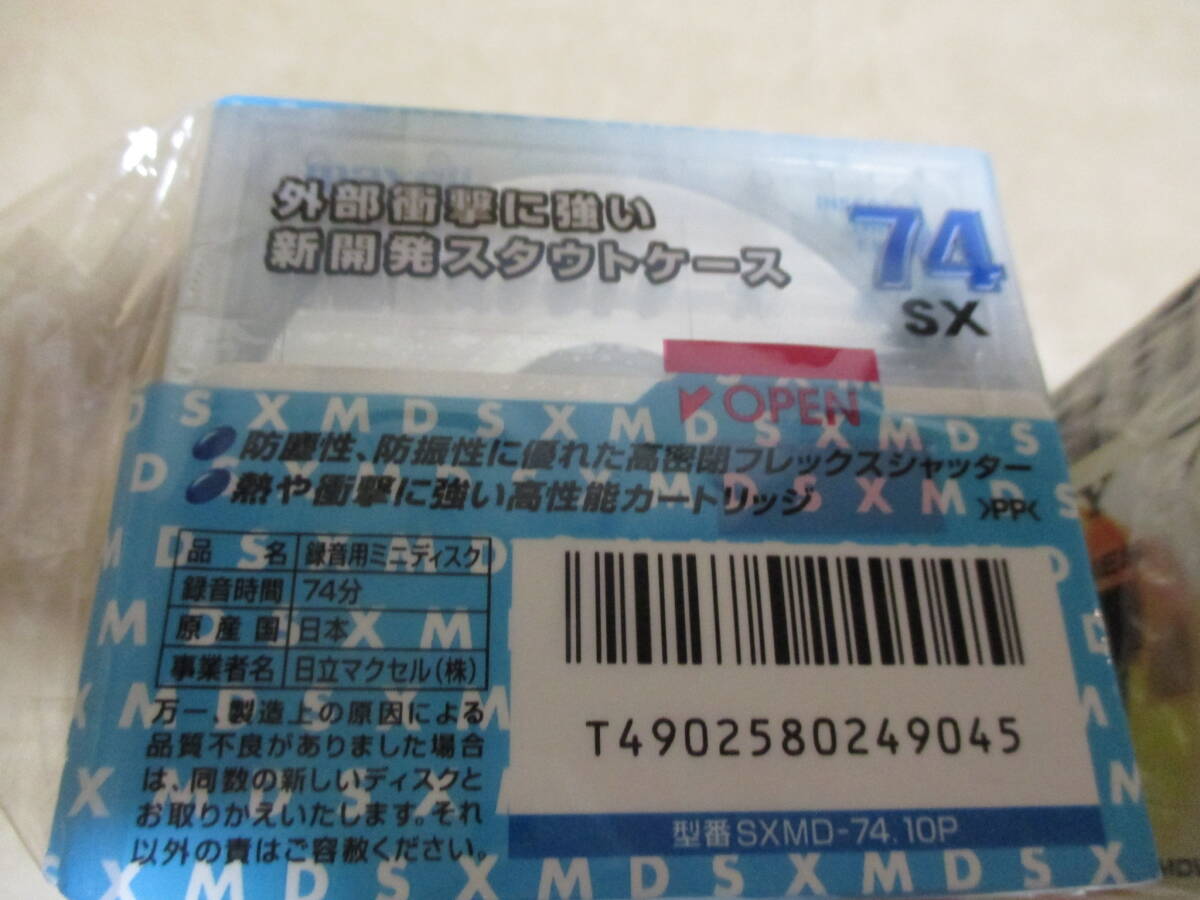 外部衝撃に強い
新開発スタウトケース
74
SX
OPEN
MDSXMDSXMDSXMDS
防塵性、防振性に優れた高密閉フレックスシャッター
熱や衝撃に強い高性能カートリッジ
>PP<
品名 録音用ミニディスク
録音時間 74分
原産国 日本
事業者名 日立マクセル(株)
万一、製造上の原因による
品質不良がありました場合
は、同数の新しいディスクと
お取りかえいたします。それ
以外の責はご容赦ください。
T4902580249045
型番SXMD-74.10P